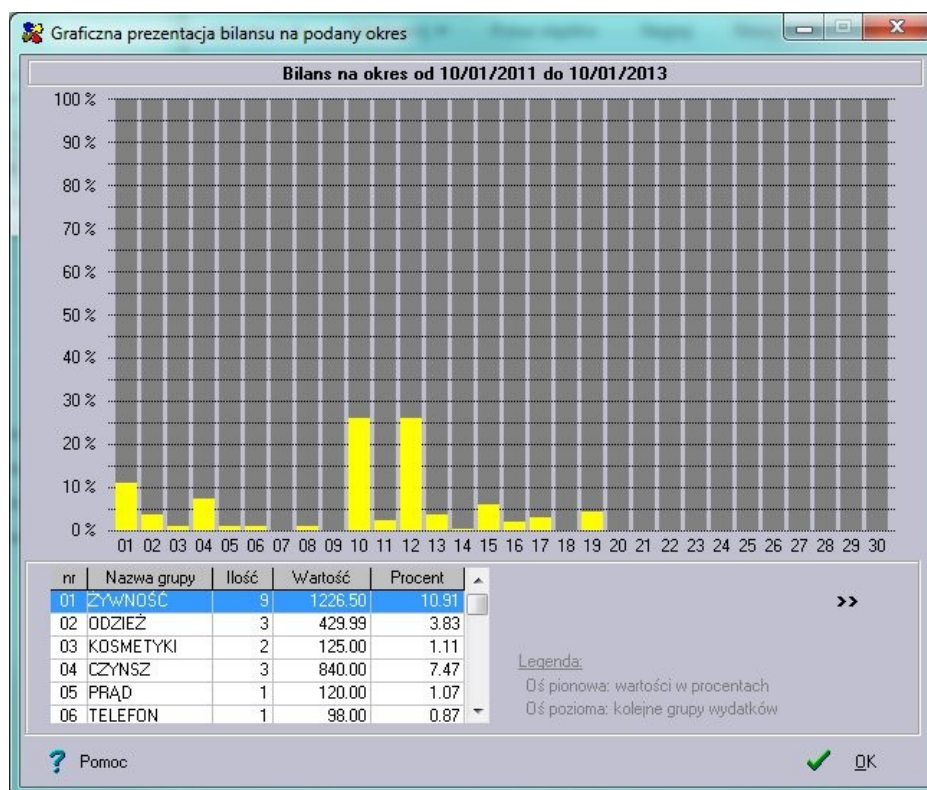 Graficzna prezentacja bilansu na podany okres
Bilans na okres od 10/01/2011 do 10/01/2013
100 %
90 %
80 %
70 %
60 %
50 %
40 %
30 %
20 %
10 %
0 %
01 02 03 04 05 06 07 08 09 10 11 12 13 14 15 16 17 18 19 20 21 22 23 24 25 26 27 28 29 30
nr Nazwa grupy Ilość Wartość Procent
01 ŻYWNOŚĆ 9 1226.50 10.91
02 ODZIEŻ 3 429.99 3.83
03 KOSMETYKI 2 125.00 1.11
04 CZYNSZ 3 840.00 7.47
05 PRĄD 1 120.00 1.07
06 TELEFON 1 98.00 0.87
>>
Legenda:
Oś pionowa: wartości w procentach
Oś pozioma: kolejne grupy wydatków
? Pomoc
OK